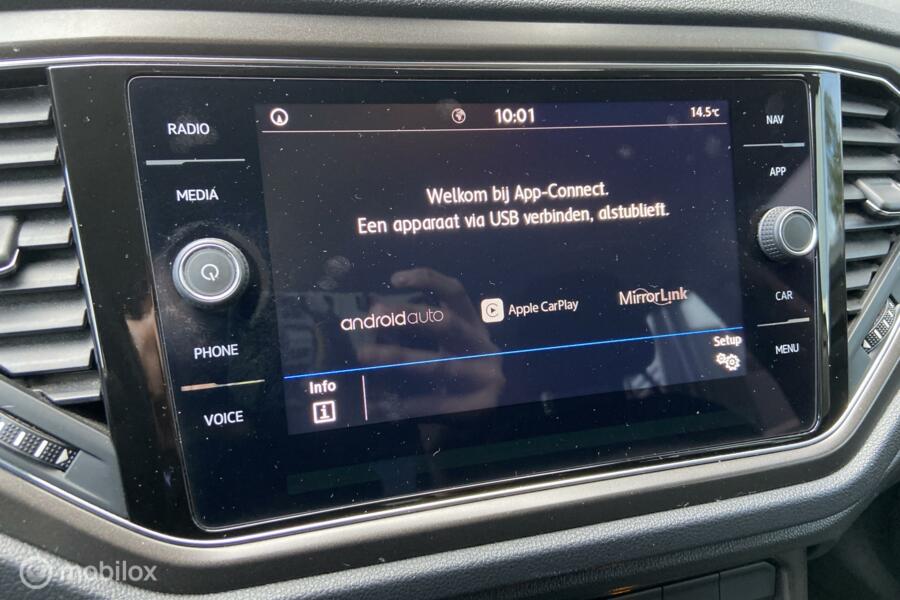 RADIO
MEDIA
PHONE
VOICE
10:01
14.5°C
Welkom bij App-Connect.
Een apparaat via USB verbinden, alstublieft.
androidauto
Apple CarPlay
MirrorLink
Setup
Info
i
NAV
APP
CAR
MENU
mobilox